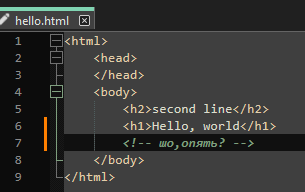 hello.html
1 <html>
2 <head>
3 </head>
4 <body>
5 <h2>second line</h2>
6 <h1>Hello, world</h1>
7 <!-- шо,опять? -->
8 </body>
9 </html>